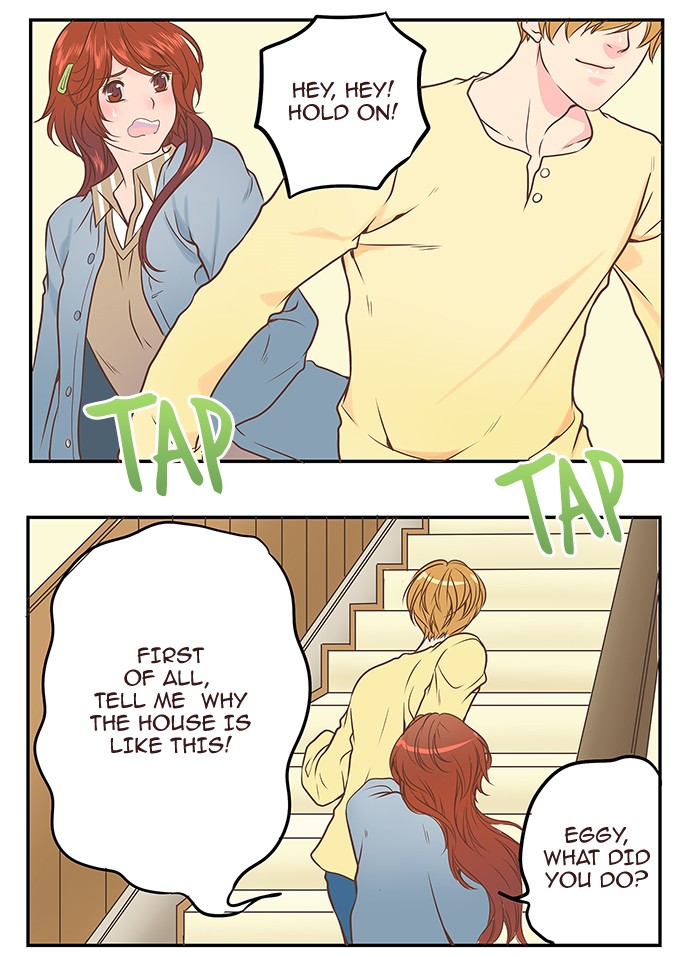 HEY, HEY!
HOLD ON!
TAP
TAP
FIRST
OF ALL,
TELL ME WHY
THE HOUSE IS
LIKE THIS!
EGGY,
WHAT DID
YOU DO?